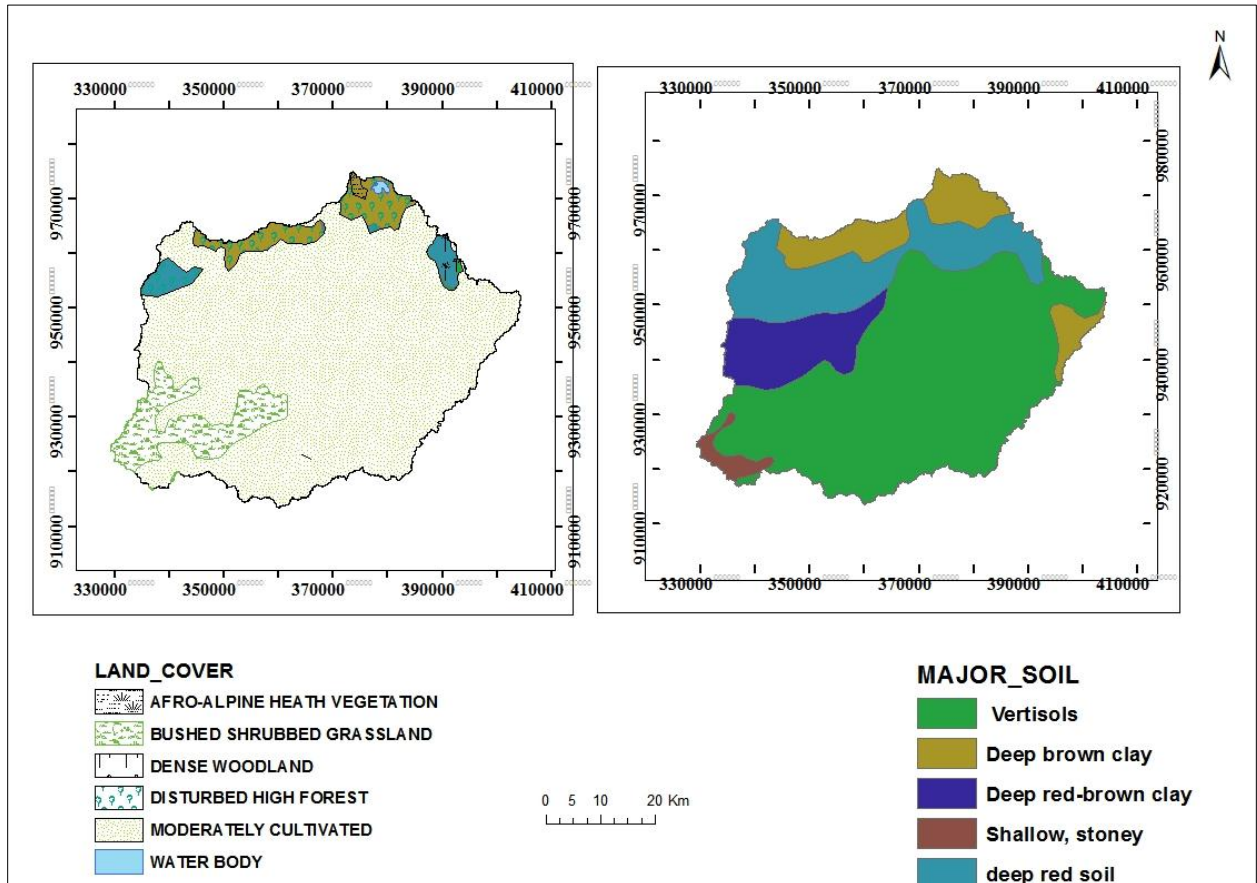 N
330000 350000 370000 390000 410000
970000
950000
930000
910000
970000
950000
930000
910000
330000 350000 370000 390000 410000
330000 350000 370000 390000 410000
970000
950000
930000
910000
980000
960000
940000
920000
330000 350000 370000 390000 410000
LAND_COVER
AFRO-ALPINE HEATH VEGETATION
BUSHED SHRUBBED GRASSLAND
DENSE WOODLAND
DISTURBED HIGH FOREST
MODERATELY CULTIVATED
WATER BODY
0 5 10 20 Km
MAJOR_SOIL
Vertisols
Deep brown clay
Deep red-brown clay
Shallow, stoney
deep red soil